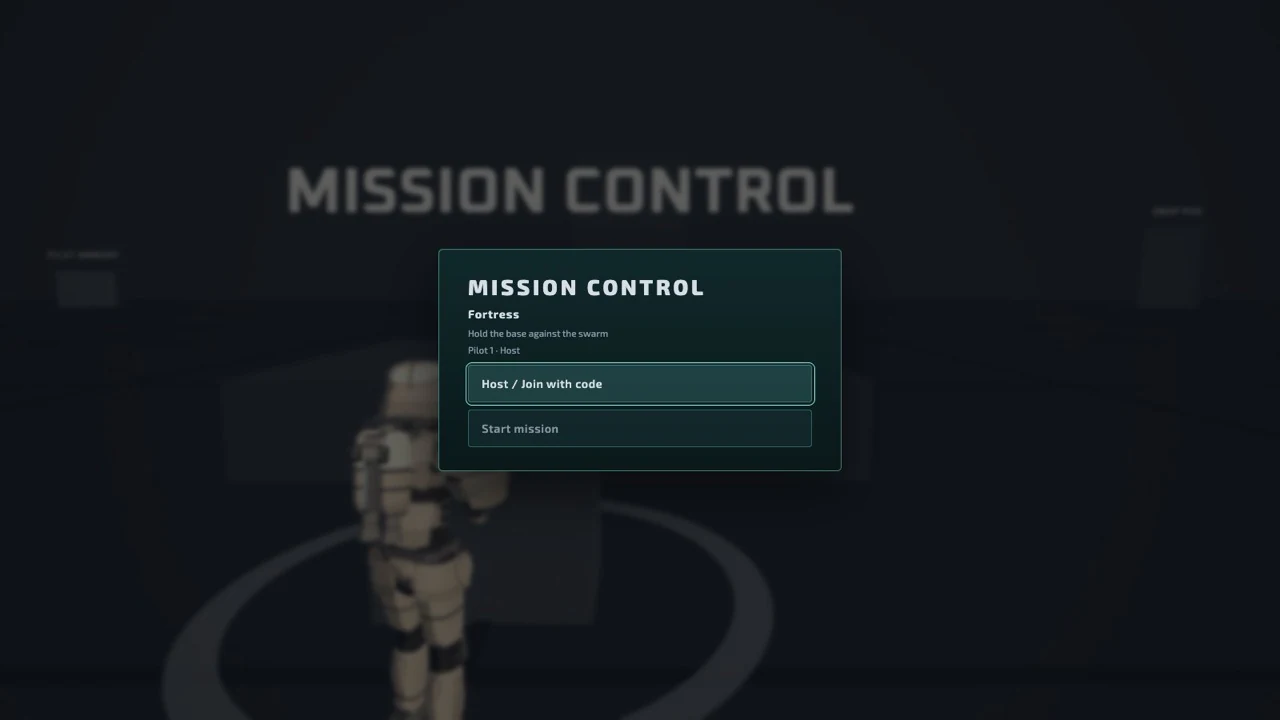 MISSION CONTROL
MISSION CONTROL
Fortress
Hold the base against the swarm
Pilot 1 · Host
Host / Join with code
Start mission